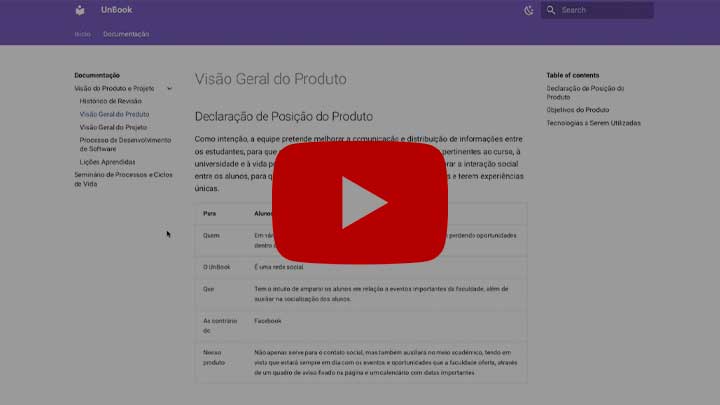 UnBook
Search
Início
Documentação
Documentação
Visão do Produto e Projeto
Histórico de Revisão
Visão Geral do Produto
Visão Geral do Projeto
Processo de Desenvolvimento
de Software
Lições Aprendidas
Seminário de Processos e Ciclos
de Vida
Visão Geral do Produto
Declaração de Posição do Produto
Como intenção, a equipe pretende melhorar a comunicação e distribuição de informações entre
os estudantes, para que pertinentes ao curso, à
universidade e à vida rar a interação social
entre os alunos, para e terem experiências
únicas.
Para
Quem
Em perdendo oportunidades
dentro
O UnBook
É uma rede social
Que
Tem o intuito de amparar os alunos em relação a eventos importantes da faculdade, além de
auxiliar na socialização dos alunos.
Ao contrário
do
Facebook
Nosso
produto
Não apenas serve para o contato social, mas também auxiliará no meio acadêmico, tendo em
vista que estará sempre em dia com os eventos e oportunidades que a faculdade oferta, através
de um quadro de aviso fixado na página e um calendário com datas importantes.
Table of contents
Declaração de Posição do
Produto
Objetivos do Produto
Tecnologias a Serem Utilizadas